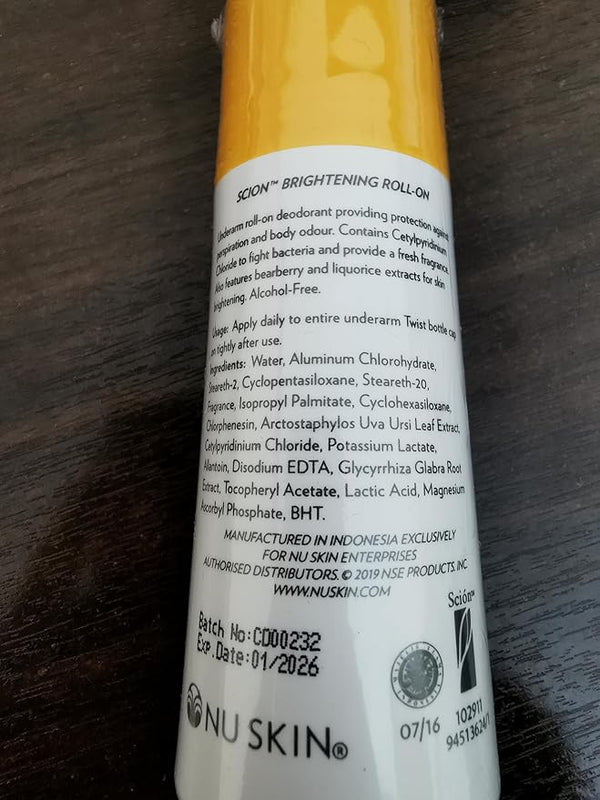 SCION™ BRIGHTENING ROLL-ON
Underarm roll-on deodorant providing protection against
perspiration and body odour. Contains Cetylpyridinium
Chloride to fight bacteria and provide a fresh fragrance.
Also features bearberry and liquorice extracts for skin
brightening. Alcohol-Free.
Usage: Apply daily to entire underarm Twist bottle cap
on tightly after use.
Ingredients: Water, Aluminum Chlorohydrate,
Steareth-2, Cyclopentasiloxane, Steareth-20,
Fragrance, Isopropyl Palmitate, Cyclohexasiloxane,
Chlorphenesin, Arctostaphylos Uva Ursi Leaf Extract,
Cetylpyridinium Chloride, Potassium Lactate,
Allantoin, Disodium EDTA, Glycyrrhiza Glabra Root
Extract, Tocopheryl Acetate, Lactic Acid, Magnesium
Ascorbyl Phosphate, BHT.
MANUFACTURED IN INDONESIA EXCLUSIVELY
FOR NU SKIN ENTERPRISES
AUTHORISED DISTRIBUTORS. © 2019 NSE PRODUCTS, INC.
WWW.NUSKIN.COM
Batch No:CD00232
Exp.Date:01/2026
Sción™
07/16
102911
94513624/1
NU SKIN®